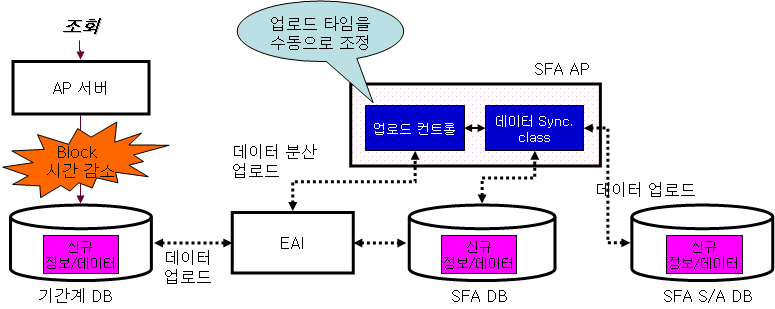 조회
AP 서버
Block
시간 감소
신규
정보/데이터
기간계 DB
업로드 타임을
수동으로 조정
SFA AP
업로드 컨트롤
데이터 Sync.
class
데이터 분산
업로드
데이터 업로드
EAI
데이터
업로드
신규
정보/데이터
SFA DB
신규
정보/데이터
SFA S/A DB